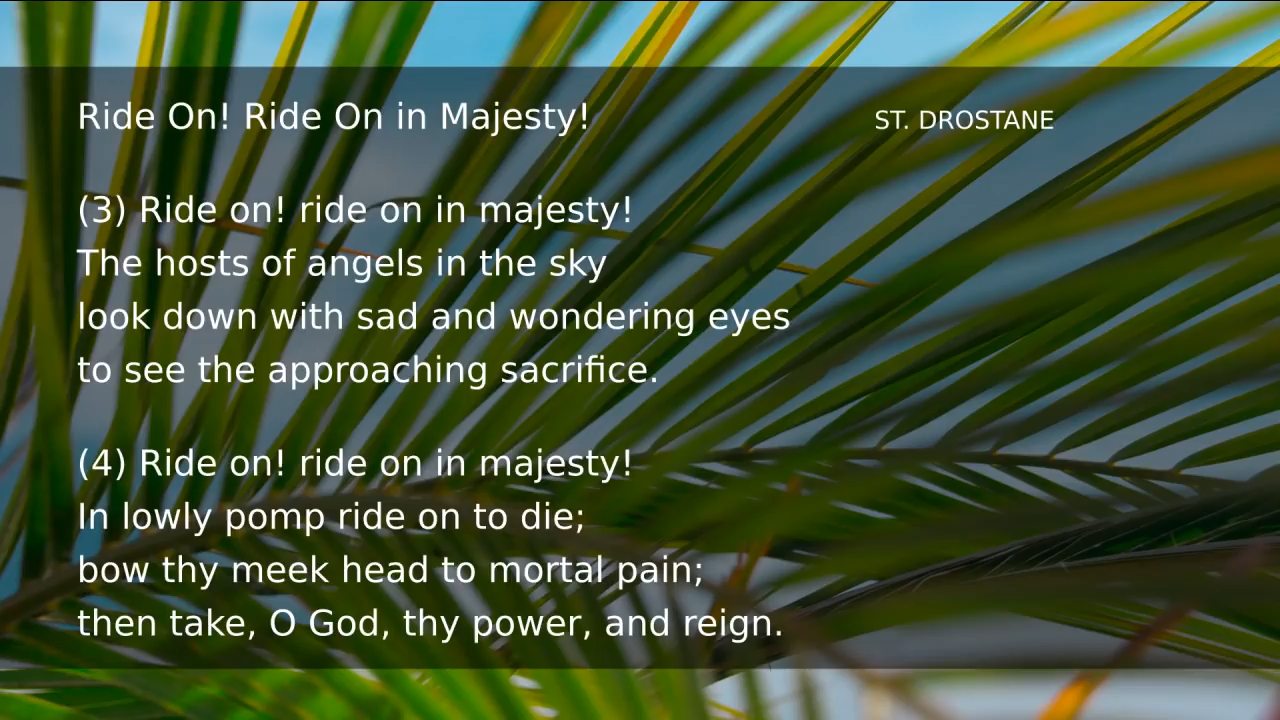 Ride On! Ride On in Majesty! ST. DROSTANE
(3) Ride on! ride on in majesty!
The hosts of angels in the sky
look down with sad and wondering eyes
to see the approaching sacrifice.
(4) Ride on! ride on in majesty!
In lowly pomp ride on to die;
bow thy meek head to mortal pain;
then take, O God, thy power, and reign.